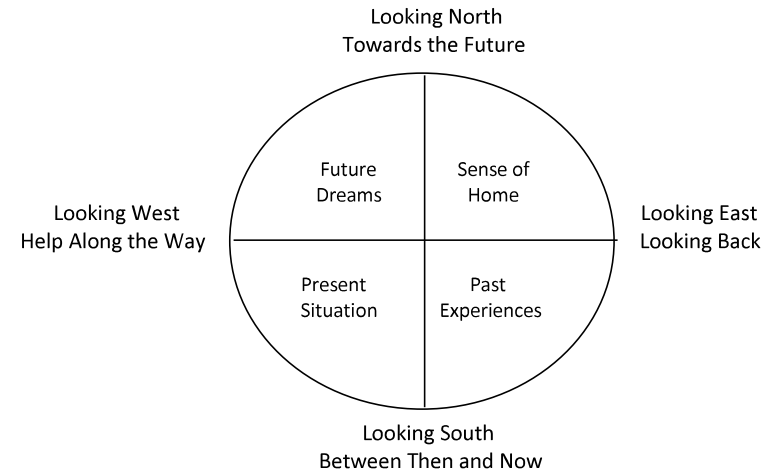 Looking North
Towards the Future
Future
Dreams
Sense of
Home
Looking West
Help Along the Way
Looking East
Looking Back
Present
Situation
Past
Experiences
Looking South
Between Then and Now